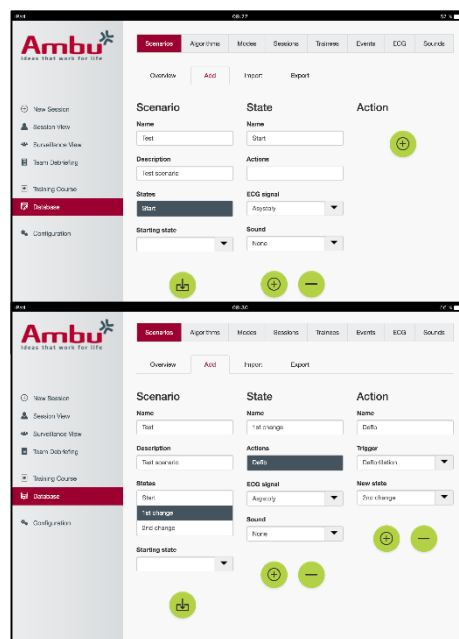 iPad 08:27 57 %
Ambu
Ideas that work for life
Scenarios Algorithms Modes Sessions Trainees Events ECG Sounds
Overview Add Import Export
New Session
Session View
Surveillance View
Team Debriefing
Training Course
Database
Configuration
Scenario State Action
Name Name
Test Start
Description Actions
Test scenario
States ECG signal
Start Asystoly
Starting state Sound
None
iPad 08:30
Ambu
Ideas that work for life
Scenarios Algorithms Modes Sessions Trainees Events ECG Sounds
Overview Add Import Export
New Session
Session View
Surveillance View
Team Debriefing
Training Course
Database
Configuration
Scenario State Action
Name Name Name
Test 1st change Defib
Description Actions Trigger
Test scenario Defib Defibrillation
States ECG signal New state
Start Asystoly 2nd change
1st change Sound
2nd change None
Starting state